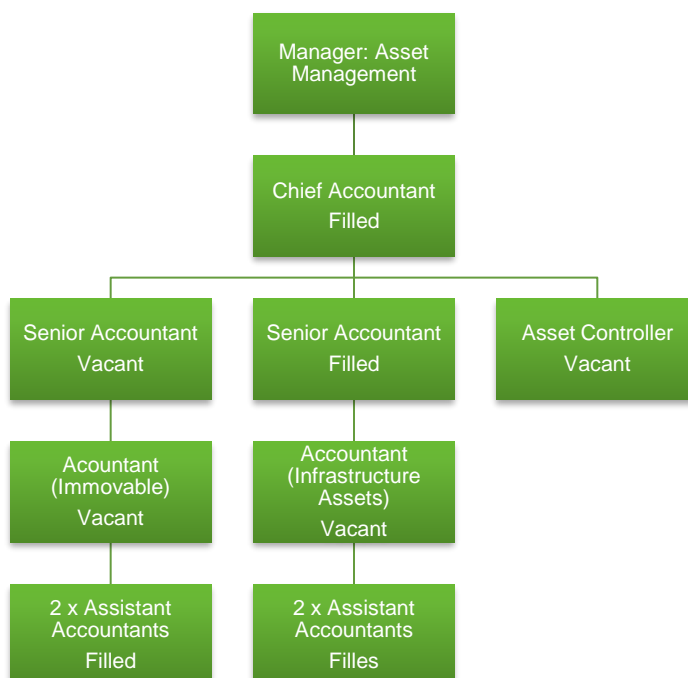 Manager: Asset
Management
Chief Accountant
Filled
Senior Accountant
Vacant
Senior Accountant
Filled
Asset Controller
Vacant
Acountant
(Immovable)
Vacant
Accountant
(Infrastructure
Assets)
Vacant
2 x Assistant
Accountants
Filled
2 x Assistant
Accountants
Filles